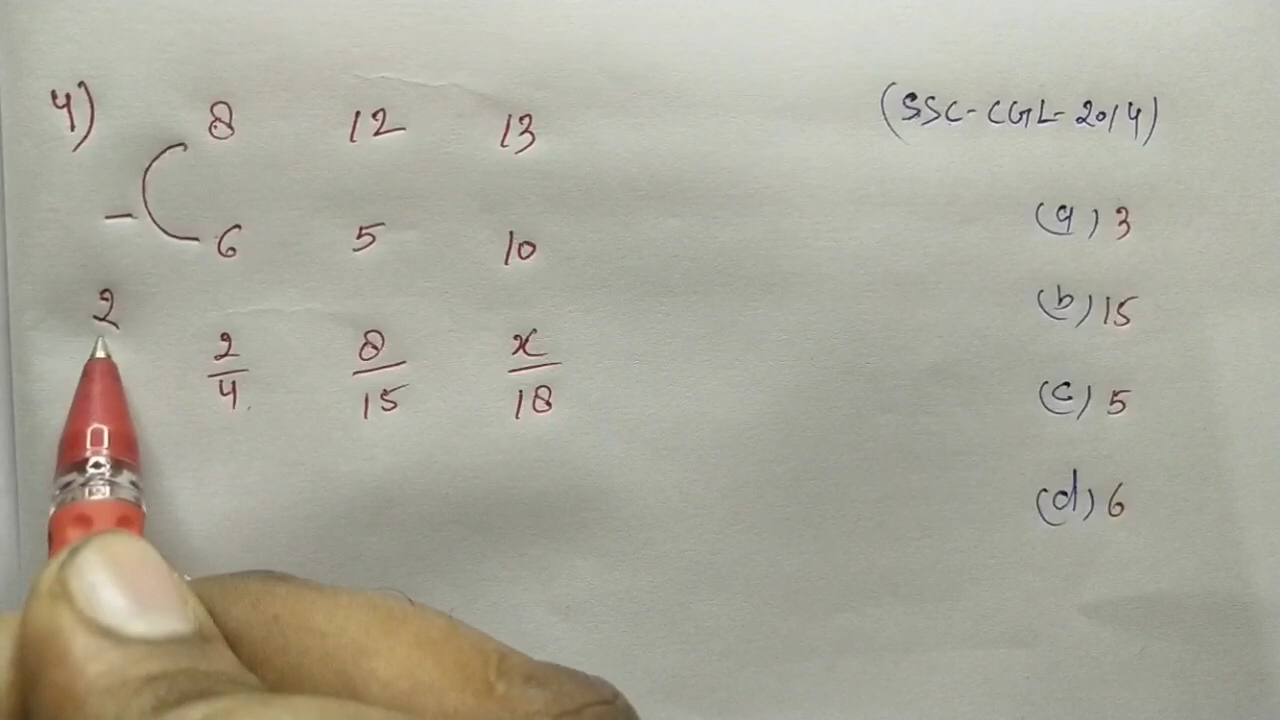 4) 8 12 13 (SSC-CGL-2014)
(a) 3
- 6 5 10
(b) 15
2
2 8 x
4 15 18
(c) 5
(d) 6